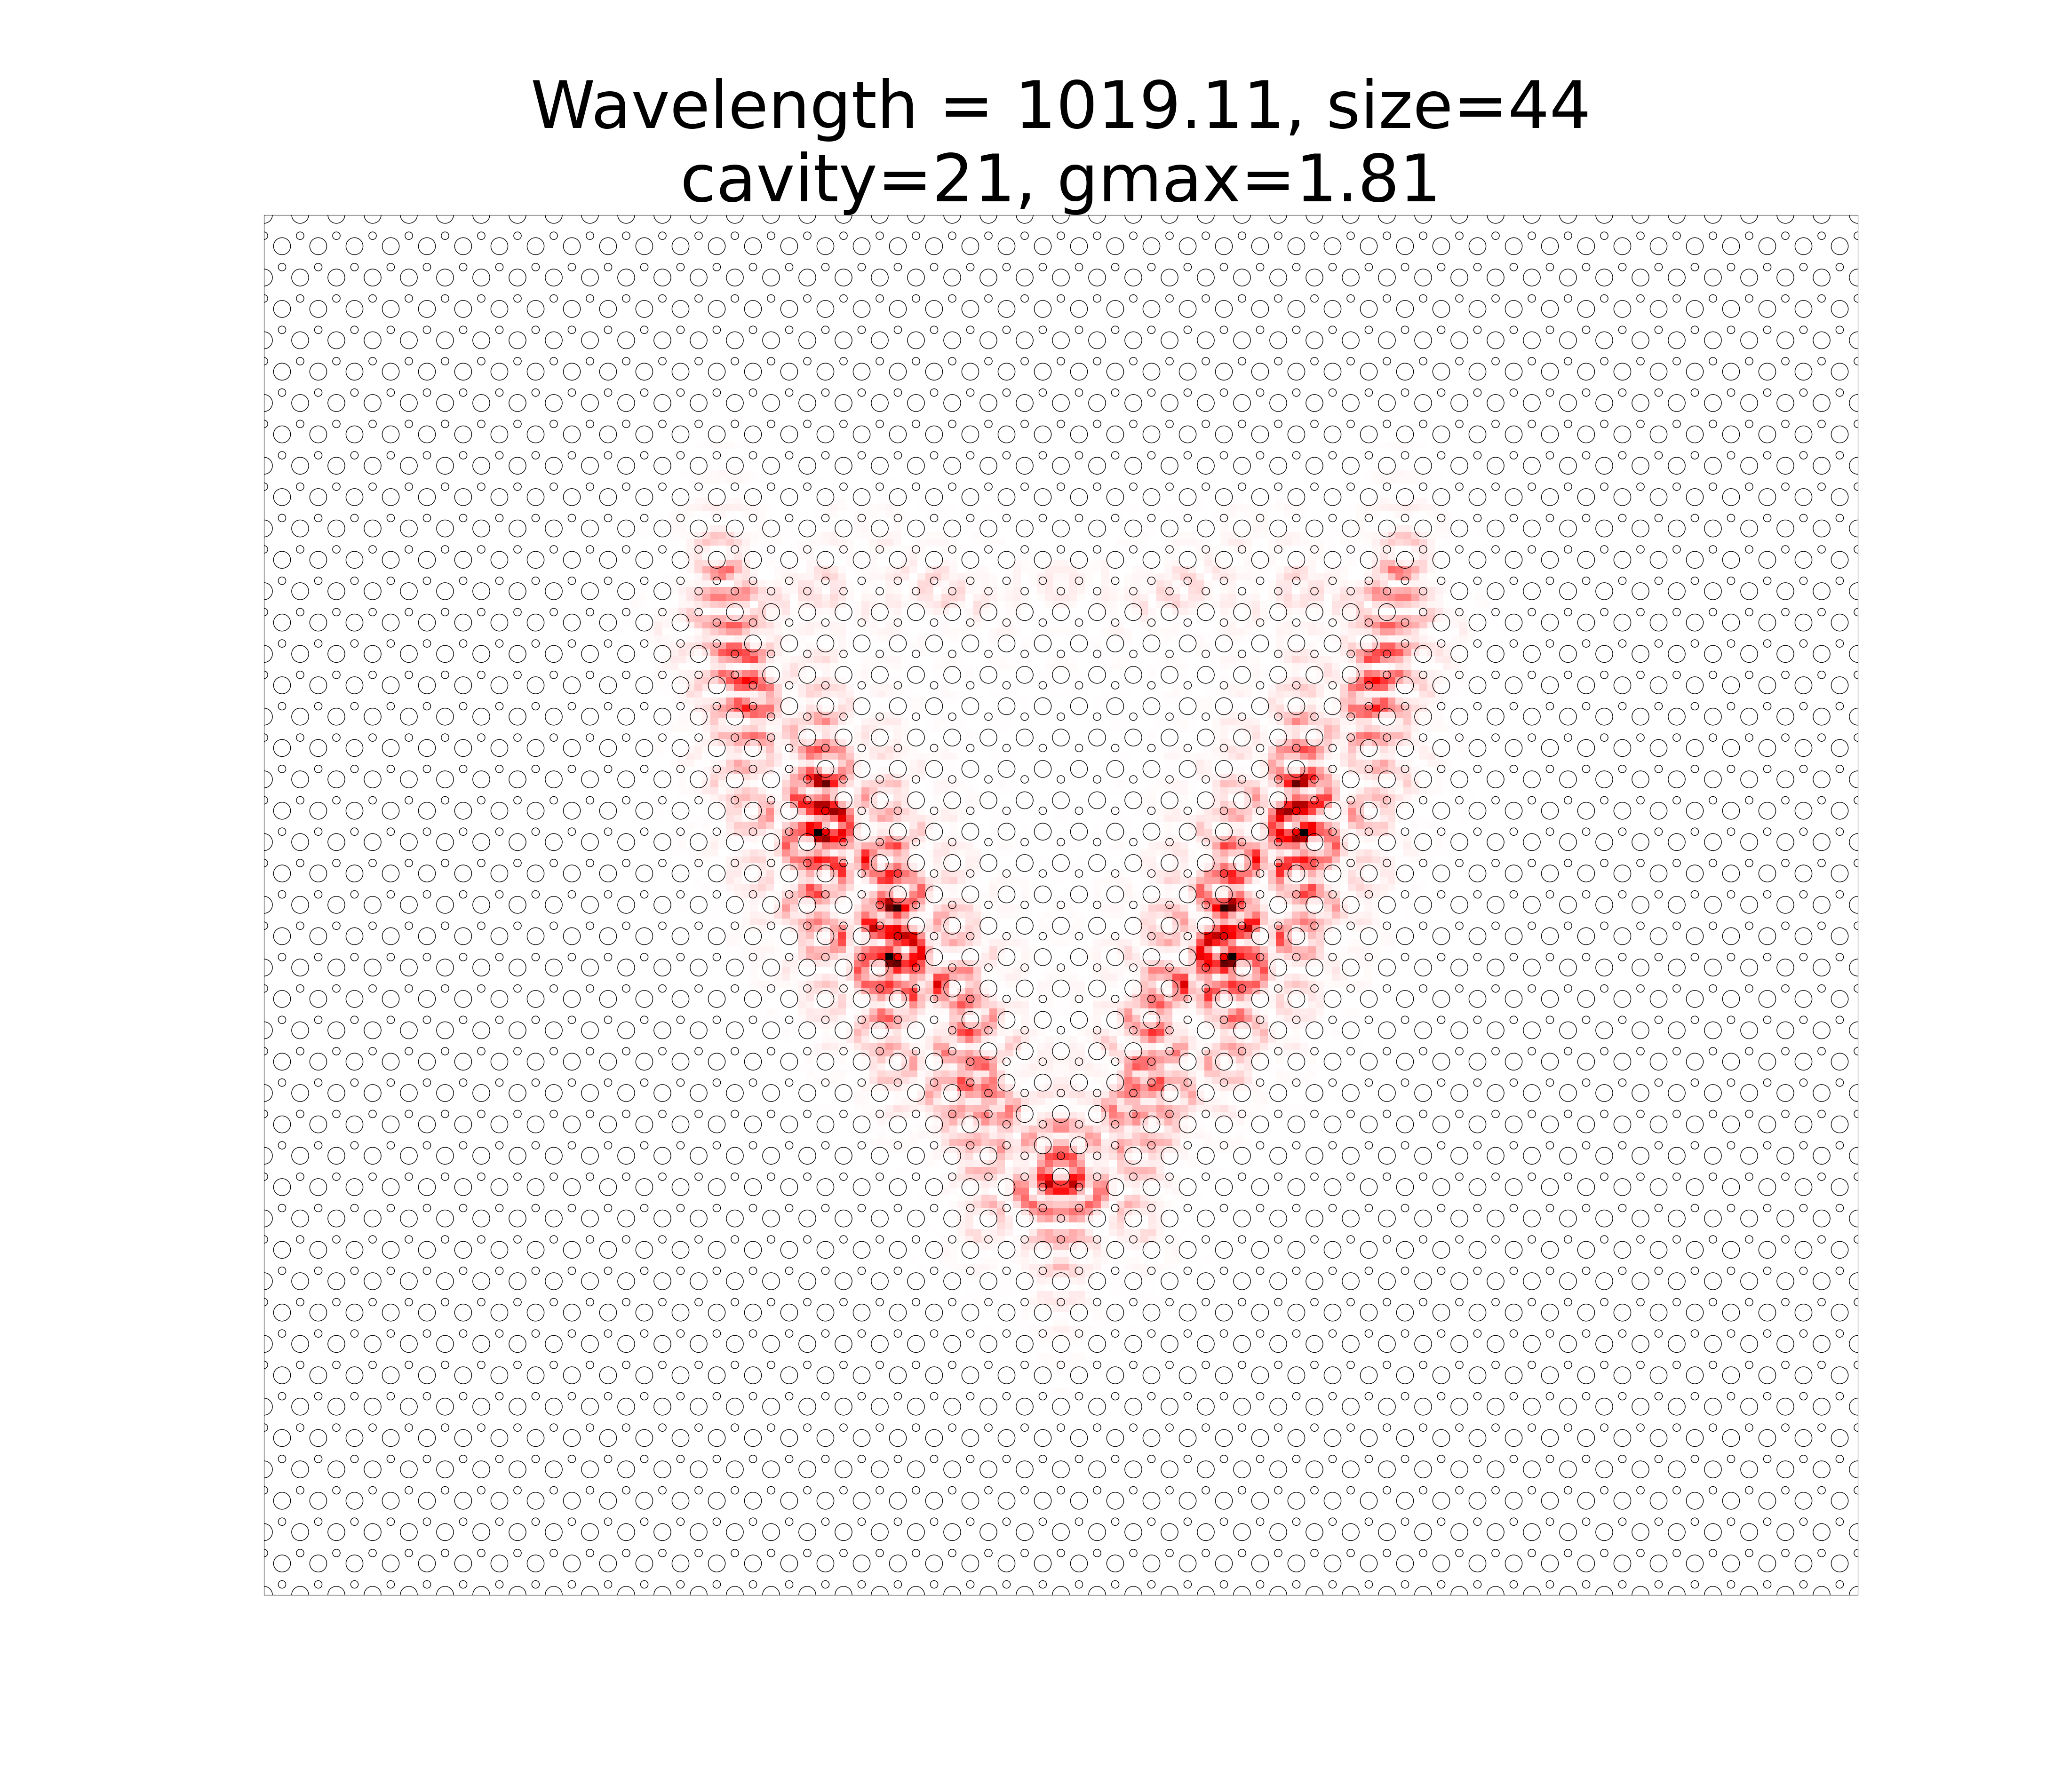 Wavelength = 1019.11, size=44
cavity=21, gmax=1.81